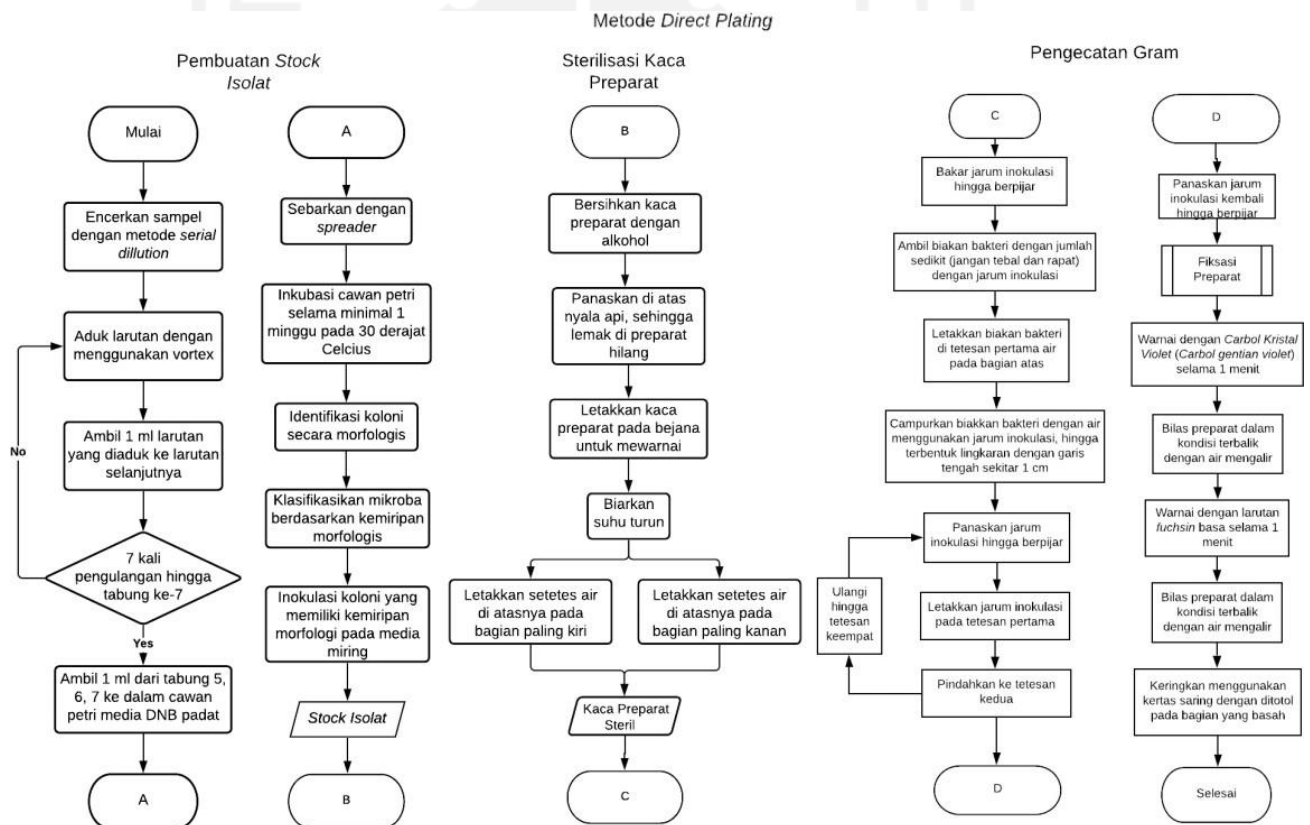 Metode Direct Plating
Pembuatan Stock
Isolat
Mulai
Encerkan sampel
dengan metode serial
dillution
Aduk larutan dengan
menggunakan vortex
Ambil 1 ml larutan
yang diaduk ke larutan
selanjutnya
No
7 kali
pengulangan hingga
tabung ke-7
Yes
Ambil 1 ml dari tabung 5,
6, 7 ke dalam cawan
petri media DNB padat
A
A
Sebarkan dengan
spreader
Inkubasi cawan petri
selama minimal 1
minggu pada 30 derajat
Celcius
Identifikasi koloni
secara morfologis
Klasifikasikan mikroba
berdasarkan kemiripan
morfologis
Inokulasi koloni yang
memiliki kemiripan
morfologi pada media
miring
Stock Isolat
B
Sterilisasi Kaca
Preparat
B
Bersihkan kaca
preparat dengan
alkohol
Panaskan di atas
nyala api, sehingga
lemak di preparat
hilang
Letakkan kaca
preparat pada bejana
untuk mewarnai
Biarkan
suhu turun
Letakkan setetes air
di atasnya pada
bagian paling kiri
Letakkan setetes air
di atasnya pada
bagian paling kanan
Kaca Preparat
Steril
C
Pengecatan Gram
C
Bakar jarum inokulasi
hingga berpijar
Ambil biakan bakteri dengan jumlah
sedikit (jangan tebal dan rapat)
dengan jarum inokulasi
Letakkan biakan bakteri
di tetesan pertama air
pada bagian atas
Campurkan biakkan bakteri dengan air
menggunakan jarum inokulasi, hingga
terbentuk lingkaran dengan garis
tengah sekitar 1 cm
Panaskan jarum
inokulasi hingga berpijar
Letakkan jarum inokulasi
pada tetesan pertama
Pindahkan ke tetesan
kedua
Ulangi
hingga
tetesan
keempat
D
D
Panaskan jarum
inokulasi kembali
hingga berpijar
Fiksasi
Preparat
Warnai dengan Carbol Kristal
Violet (Carbol gentian violet)
selama 1 menit
Bilas preparat dalam
kondisi terbalik
dengan air mengalir
Warnai dengan larutan
fuchsin basa selama 1
menit
Bilas preparat dalam
kondisi terbalik
dengan air mengalir
Keringkan menggunakan
kertas saring dengan ditotol
pada bagian yang basah
Selesai